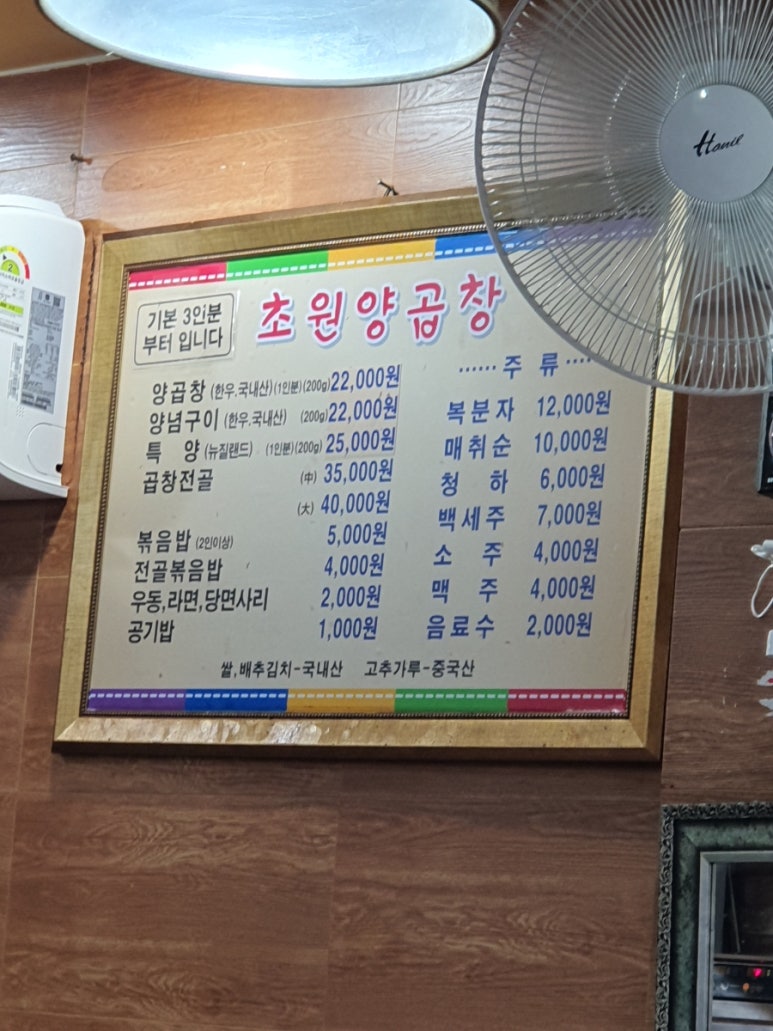 Hanil
2
기본 3인분
부터 입니다
초원양곱창
양곱창 (한우.국내산) (1인분) (200g) 22,000원
양념구이 (한우.국내산) (200g) 22,000원
특 양 (뉴질랜드) (1인분) (200g) 25,000원
곱창전골 (中) 35,000원
(大) 40,000원
볶음밥 (2인이상) 5,000원
전골볶음밥 4,000원
우동,라면,당면사리 2,000원
공기밥 1,000원
······ 주 류 ····
복분자 12,000원
매취순 10,000원
청 하 6,000원
백세주 7,000원
소 주 4,000원
맥 주 4,000원
음료수 2,000원
쌀,배추김치-국내산 고추가루-중국산